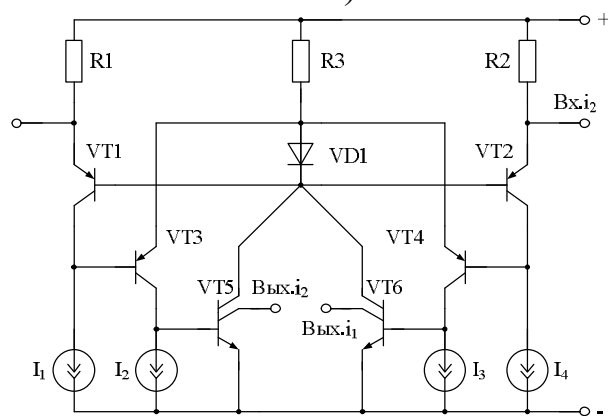 )
+
R1
R3
R2
Вх.i₂
VT1
VD1
VT2
VT3
VT4
VT5
Вых.i₂
VT6
Вых.i₁
I₁
I₂
I₃
I₄
-